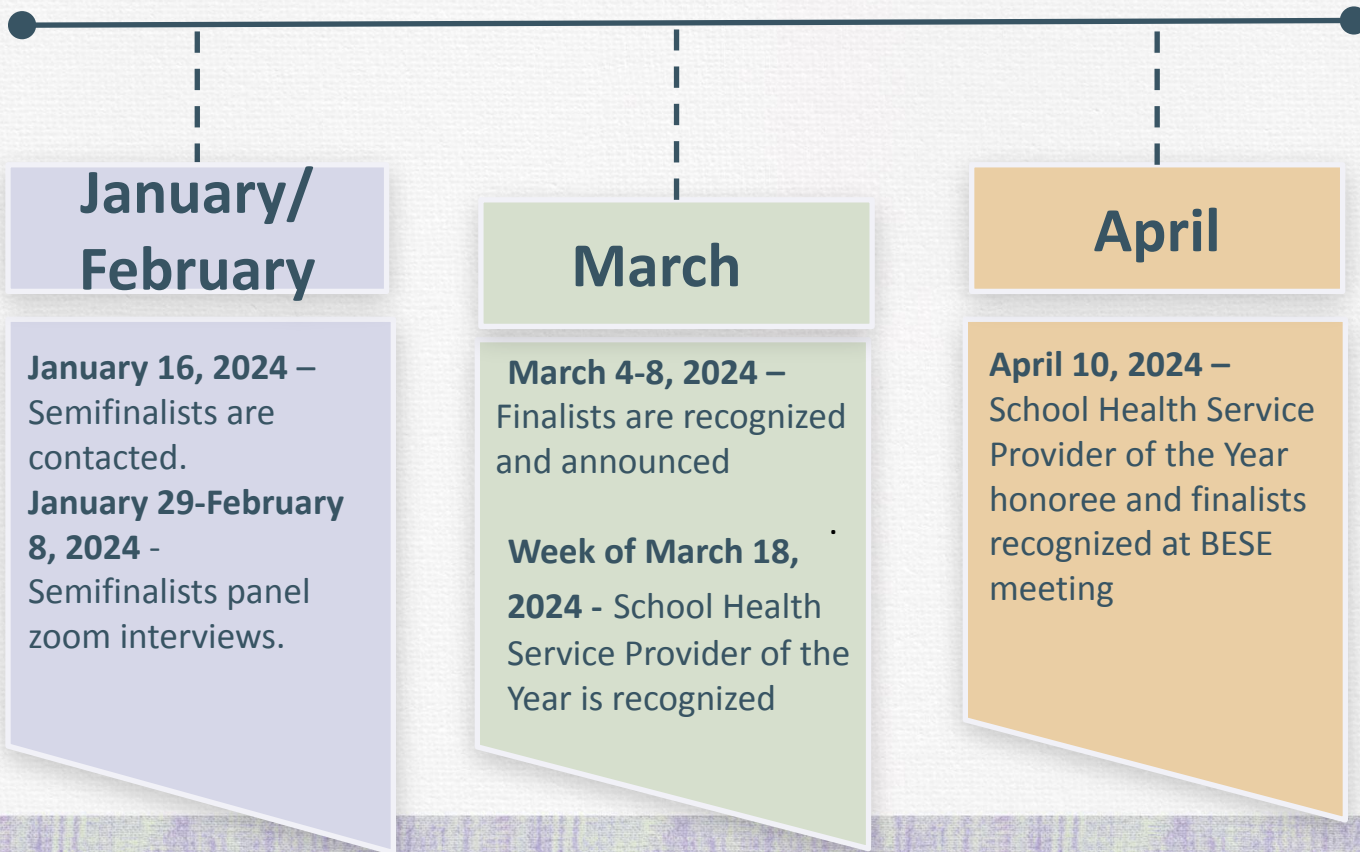 January/
February
January 16, 2024 –
Semifinalists are
contacted.
January 29-February
8, 2024 -
Semifinalists panel
zoom interviews.
March
March 4-8, 2024 –
Finalists are recognized
and announced
.
Week of March 18,
2024 - School Health
Service Provider of the
Year is recognized
April
April 10, 2024 –
School Health Service
Provider of the Year
honoree and finalists
recognized at BESE
meeting